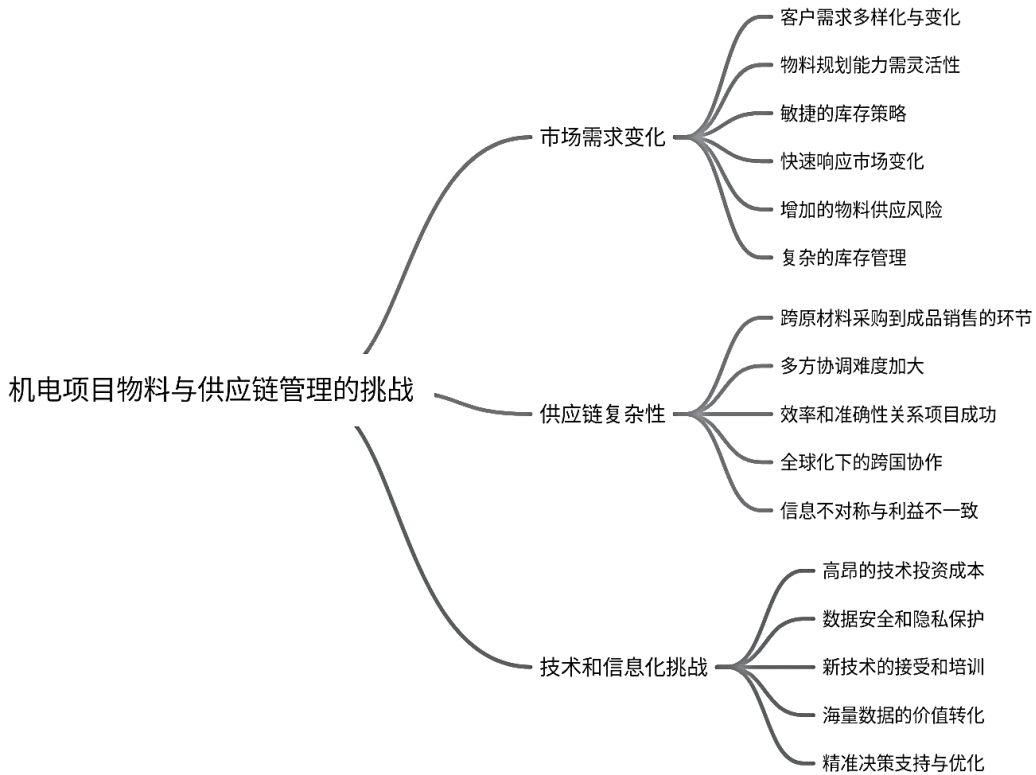 机电项目物料与供应链管理的挑战
市场需求变化
客户需求多样化与变化
物料规划能力需灵活性
敏捷的库存策略
快速响应市场变化
增加的物料供应风险
复杂的库存管理
供应链复杂性
跨原材料采购到成品销售的环节
多方协调难度加大
效率和准确性关系项目成功
全球化下的跨国协作
信息不对称与利益不一致
技术和信息化挑战
高昂的技术投资成本
数据安全和隐私保护
新技术的接受和培训
海量数据的价值转化
精准决策支持与优化